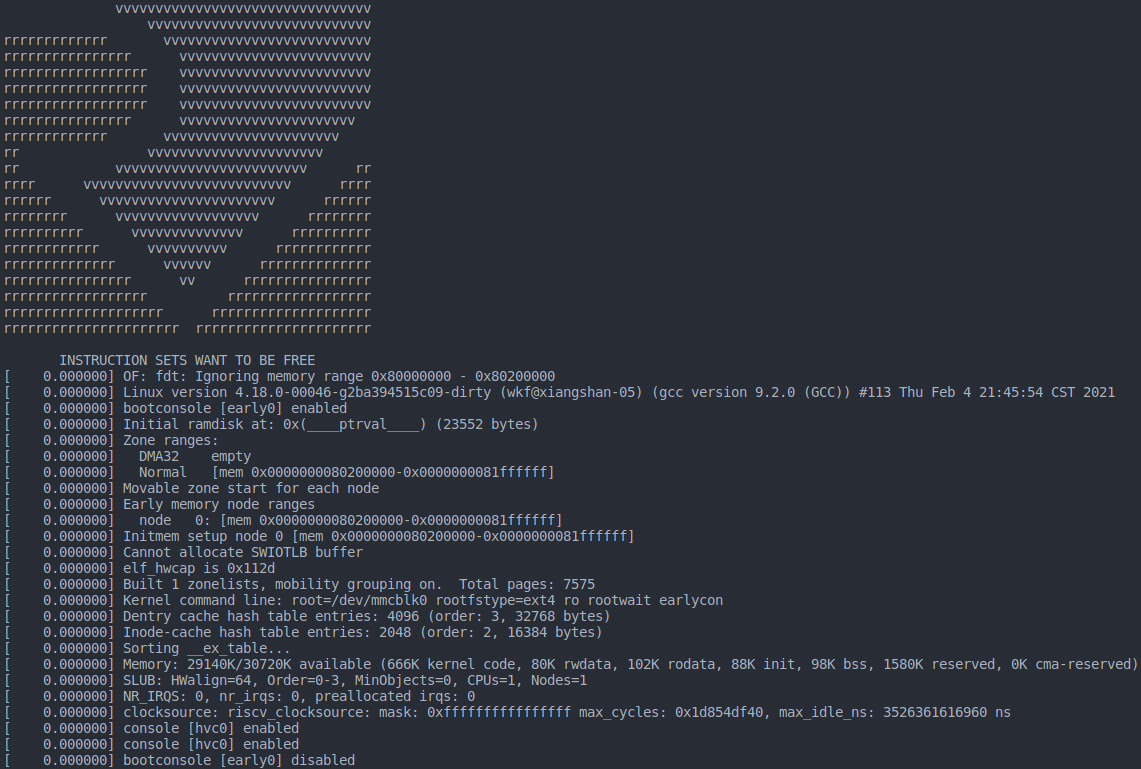 vvvvvvvvvvvvvvvvvvvvvvvvvvvvvvvv
                    vvvvvvvvvvvvvvvvvvvvvvvvvvvv
rrrrrrrrrrrrr       vvvvvvvvvvvvvvvvvvvvvvvvvv
rrrrrrrrrrrrrrrr      vvvvvvvvvvvvvvvvvvvvvvvv
rrrrrrrrrrrrrrrrrr    vvvvvvvvvvvvvvvvvvvvvvvv
rrrrrrrrrrrrrrrrrr    vvvvvvvvvvvvvvvvvvvvvvvv
rrrrrrrrrrrrrrrrrr    vvvvvvvvvvvvvvvvvvvvvvvv
rrrrrrrrrrrrrrrr      vvvvvvvvvvvvvvvvvvvvvv
rrrrrrrrrrrrr       vvvvvvvvvvvvvvvvvvvvvv
rr                vvvvvvvvvvvvvvvvvvvvvv
rr            vvvvvvvvvvvvvvvvvvvvvvvv      rr
rrrr      vvvvvvvvvvvvvvvvvvvvvvvvvv      rrrr
rrrrrr      vvvvvvvvvvvvvvvvvvvvvv      rrrrrr
rrrrrrrr      vvvvvvvvvvvvvvvvvv      rrrrrrrr
rrrrrrrrrr      vvvvvvvvvvvvvv      rrrrrrrrrr
rrrrrrrrrrrr      vvvvvvvvvv      rrrrrrrrrrrr
rrrrrrrrrrrrrr      vvvvvv      rrrrrrrrrrrrrr
rrrrrrrrrrrrrrrr      vv      rrrrrrrrrrrrrrrr
rrrrrrrrrrrrrrrrrr          rrrrrrrrrrrrrrrrrr
rrrrrrrrrrrrrrrrrrrr      rrrrrrrrrrrrrrrrrrrr
rrrrrrrrrrrrrrrrrrrrrr  rrrrrrrrrrrrrrrrrrrrrr
       INSTRUCTION SETS WANT TO BE FREE
[    0.000000] OF: fdt: Ignoring memory range 0x80000000 - 0x80200000
[    0.000000] Linux version 4.18.0-00046-g2ba394515c09-dirty (wkf@xiangshan-05) (gcc version 9.2.0 (GCC)) #113 Thu Feb 4 21:45:54 CST 2021
[    0.000000] bootconsole [early0] enabled
[    0.000000] Initial ramdisk at: 0x(____ptrval____) (23552 bytes)
[    0.000000] Zone ranges:
[    0.000000]   DMA32    empty
[    0.000000]   Normal   [mem 0x0000000080200000-0x0000000081ffffff]
[    0.000000] Movable zone start for each node
[    0.000000] Early memory node ranges
[    0.000000]   node   0: [mem 0x0000000080200000-0x0000000081ffffff]
[    0.000000] Initmem setup node 0 [mem 0x0000000080200000-0x0000000081ffffff]
[    0.000000] Cannot allocate SWIOTLB buffer
[    0.000000] elf_hwcap is 0x112d
[    0.000000] Built 1 zonelists, mobility grouping on.  Total pages: 7575
[    0.000000] Kernel command line: root=/dev/mmcblk0 rootfstype=ext4 ro rootwait earlycon
[    0.000000] Dentry cache hash table entries: 4096 (order: 3, 32768 bytes)
[    0.000000] Inode-cache hash table entries: 2048 (order: 2, 16384 bytes)
[    0.000000] Sorting __ex_table...
[    0.000000] Memory: 29140K/30720K available (666K kernel code, 80K rwdata, 102K rodata, 88K init, 98K bss, 1580K reserved, 0K cma-reserved)
[    0.000000] SLUB: HWalign=64, Order=0-3, MinObjects=0, CPUs=1, Nodes=1
[    0.000000] NR_IRQS: 0, nr_irqs: 0, preallocated irqs: 0
[    0.000000] clocksource: riscv_clocksource: mask: 0xffffffffffffffff max_cycles: 0x1d854df40, max_idle_ns: 3526361616960 ns
[    0.000000] console [hvc0] enabled
[    0.000000] console [hvc0] enabled
[    0.000000] bootconsole [early0] disabled